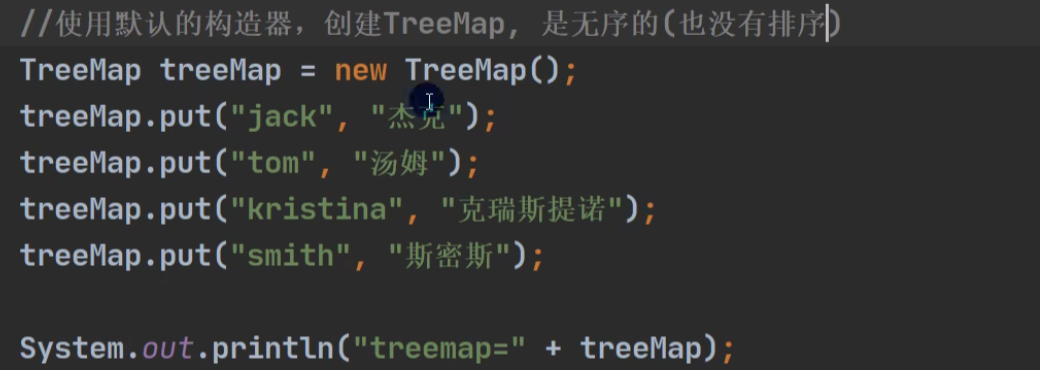 //使用默认的构造器，创建TreeMap, 是无序的(也没有排序)
TreeMap treeMap = new TreeMap();
treeMap.put("jack", "杰克");
treeMap.put("tom", "汤姆");
treeMap.put("kristina", "克瑞斯提诺");
treeMap.put("smith", "斯密斯");
System.out.println("treemap=" + treeMap);